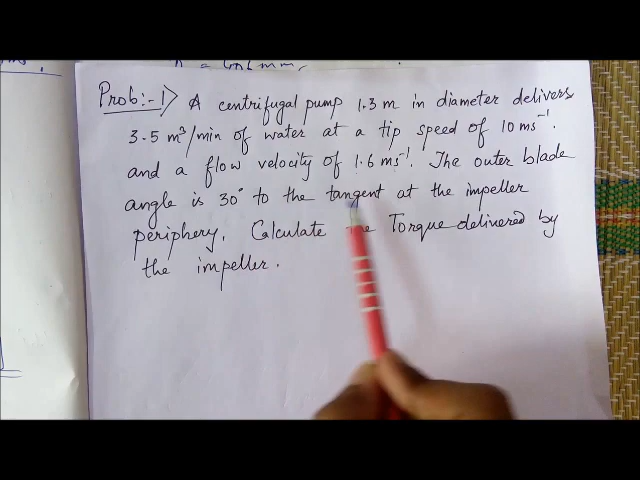 Prob:-1> A centrifugal pump 1.3 m in diameter delivers
3.5 m³/min of water at a tip speed of 10 ms⁻¹.
and a flow velocity of 1.6 ms⁻¹. The outer blade
angle is 30° to the tangent at the impeller
periphery. Calculate the Torque delivered by
the impeller.